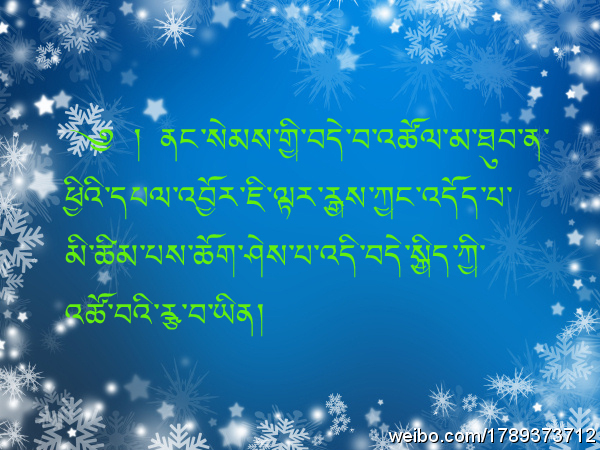 ༄༅ ། ནང་སེམས་ཀྱི་བདེ་བ་འཚོལ་མ་ཐུབ་ན་
ཕྱིའི་དཔལ་འབྱོར་ཇི་ལྟར་རྒྱས་ཀྱང་འདོད་པ་
མི་ཚིམ་པས་ཆོག་ཤེས་པ་འདི་བདེ་སྐྱིད་ཀྱི་
འཚོ་བའི་རྩྭ་བ་ཡིན།
weibo.com/1789373712